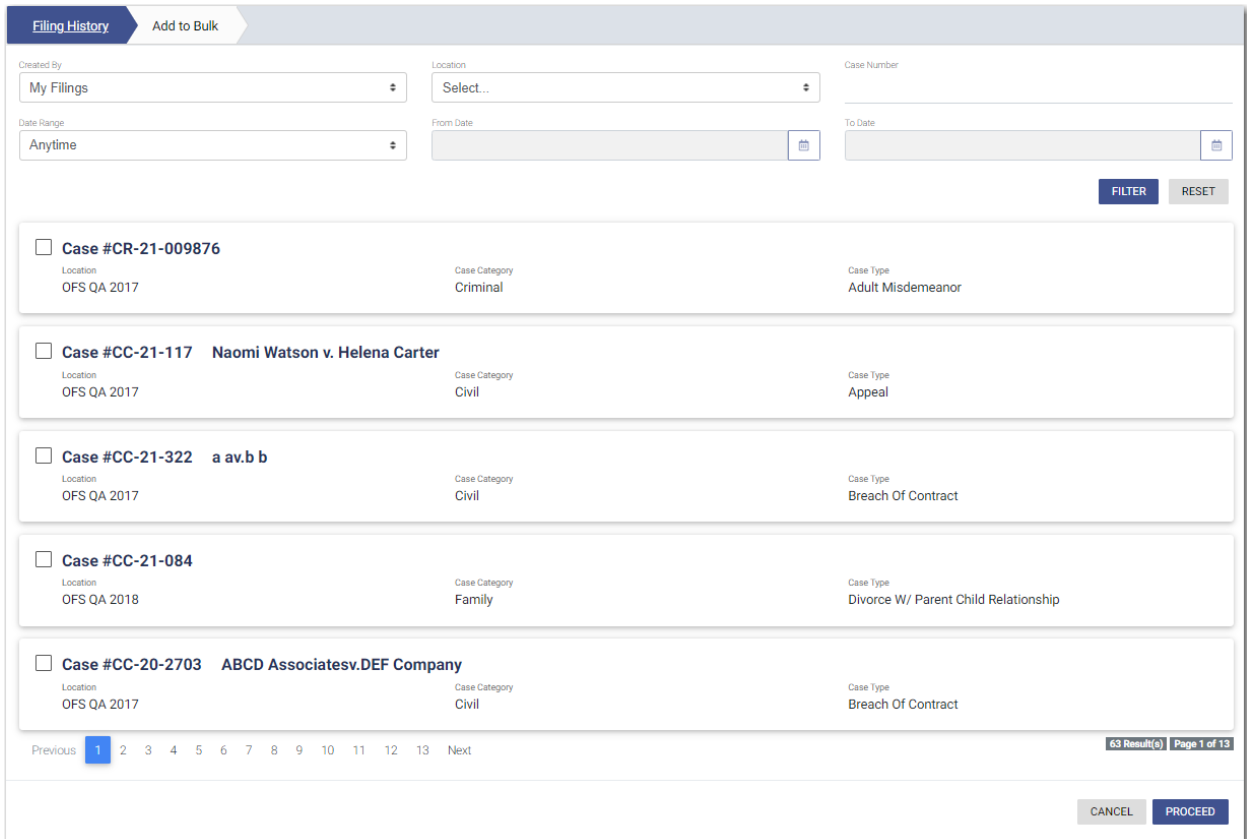 Filing History Add to Bulk
Created By Location Case Number
My Filings Select...
Date Range From Date To Date
Anytime
FILTER RESET
Case #CR-21-009876
Location Case Category Case Type
OFS QA 2017 Criminal Adult Misdemeanor
Case #CC-21-117 Naomi Watson v. Helena Carter
Location Case Category Case Type
OFS QA 2017 Civil Appeal
Case #CC-21-322 a av.b b
Location Case Category Case Type
OFS QA 2017 Civil Breach Of Contract
Case #CC-21-084
Location Case Category Case Type
OFS QA 2018 Family Divorce W/ Parent Child Relationship
Case #CC-20-2703 ABCD Associatesv.DEF Company
Location Case Category Case Type
OFS QA 2017 Civil Breach Of Contract
Previous 1 2 3 4 5 6 7 8 9 10 11 12 13 Next 63 Result(s) Page 1 of 13
CANCEL PROCEED